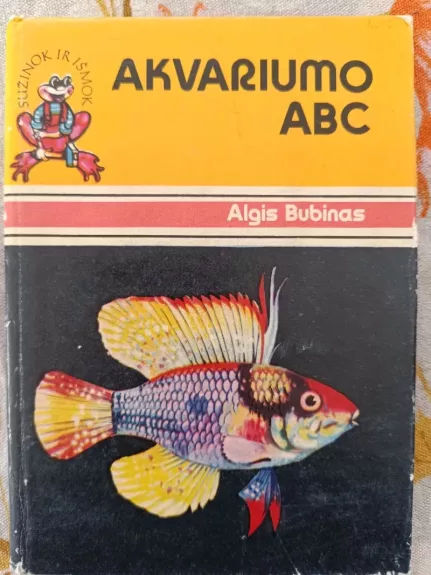 SUŽINOK IR IŠMOK
AKVARIUMO
ABC
Algis Bubinas